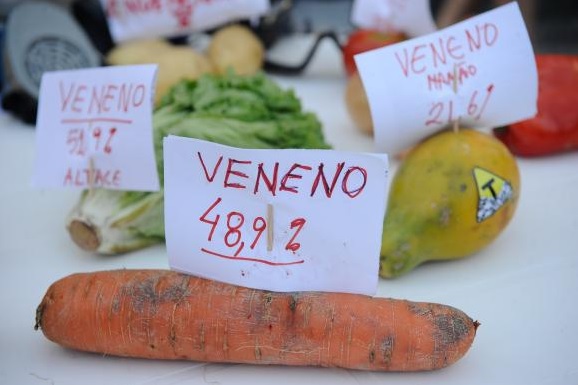 VENENO
51,9%
ALFACE
VENENO
48,9%
VENENO
MAMÃO
21,6%
T